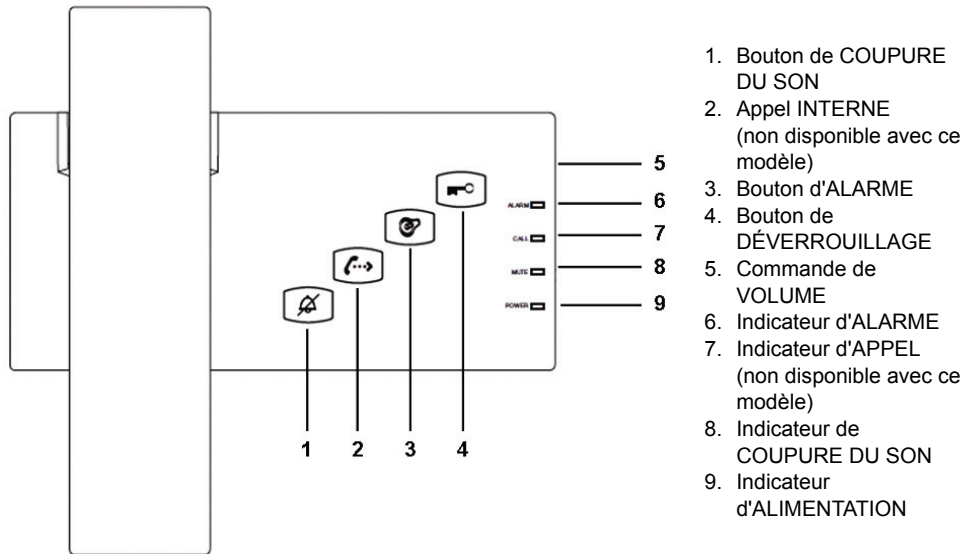 1. Bouton de COUPURE
DU SON
2. Appel INTERNE
(non disponible avec ce
modèle)
3. Bouton d'ALARME
4. Bouton de
DÉVERROUILLAGE
5. Commande de
VOLUME
6. Indicateur d'ALARME
7. Indicateur d'APPEL
(non disponible avec ce
modèle)
8. Indicateur de
COUPURE DU SON
9. Indicateur
d'ALIMENTATION
5
ALARM 6
CALL 7
MUTE 8
POWER 9
1 2 3 4